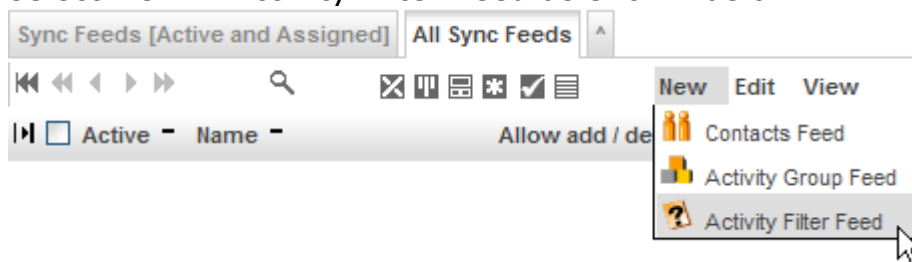 Sync Feeds [Active and Assigned] All Sync Feeds ^
New Edit View
Active Name Allow add / de
Contacts Feed
Activity Group Feed
Activity Filter Feed